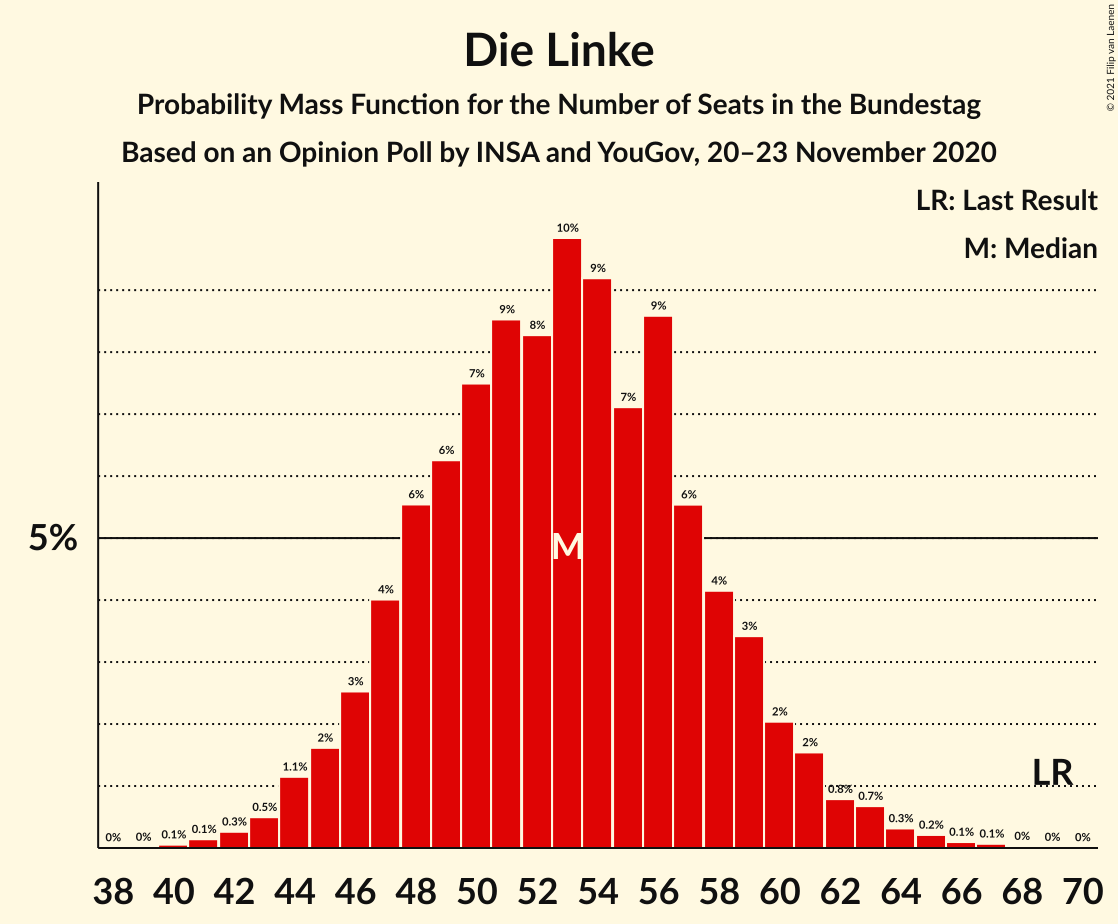 Die Linke
Probability Mass Function for the Number of Seats in the Bundestag
Based on an Opinion Poll by INSA and YouGov, 20–23 November 2020
© 2021 Filip van Laenen
LR: Last Result
M: Median
5%
0% 0% 0.1% 0.1% 0.3% 0.5% 1.1% 2% 3% 4% 6% 6% 7% 9% 8% 10% 9% 7% 9% 6% 4% 3% 2% 2% 0.8% 0.7% 0.3% 0.2% 0.1% 0.1% 0% 0% 0%
M
LR
38 40 42 44 46 48 50 52 54 56 58 60 62 64 66 68 70